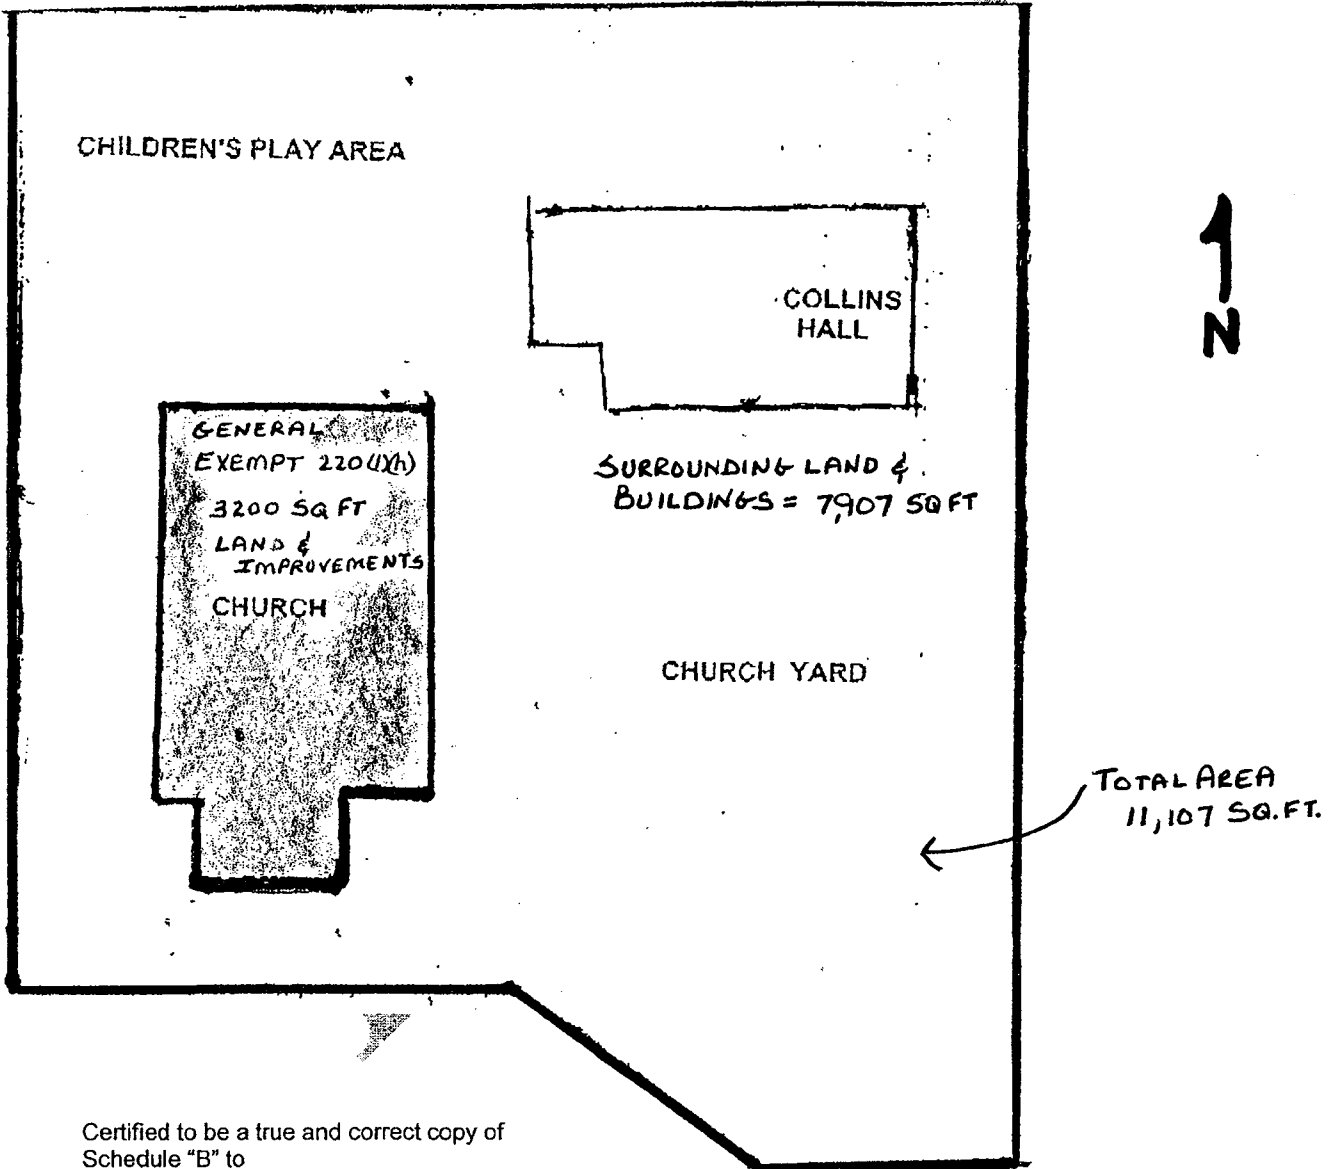 CHILDREN'S PLAY AREA
COLLINS
HALL
N
GENERAL
EXEMPT 220(1)(h)
3200 SQ FT
LAND &
IMPROVEMENTS
CHURCH
SURROUNDING LAND &
BUILDINGS = 7,907 SQ FT
CHURCH YARD
TOTAL AREA
11,107 SQ.FT.
Certified to be a true and correct copy of
Schedule "B" to